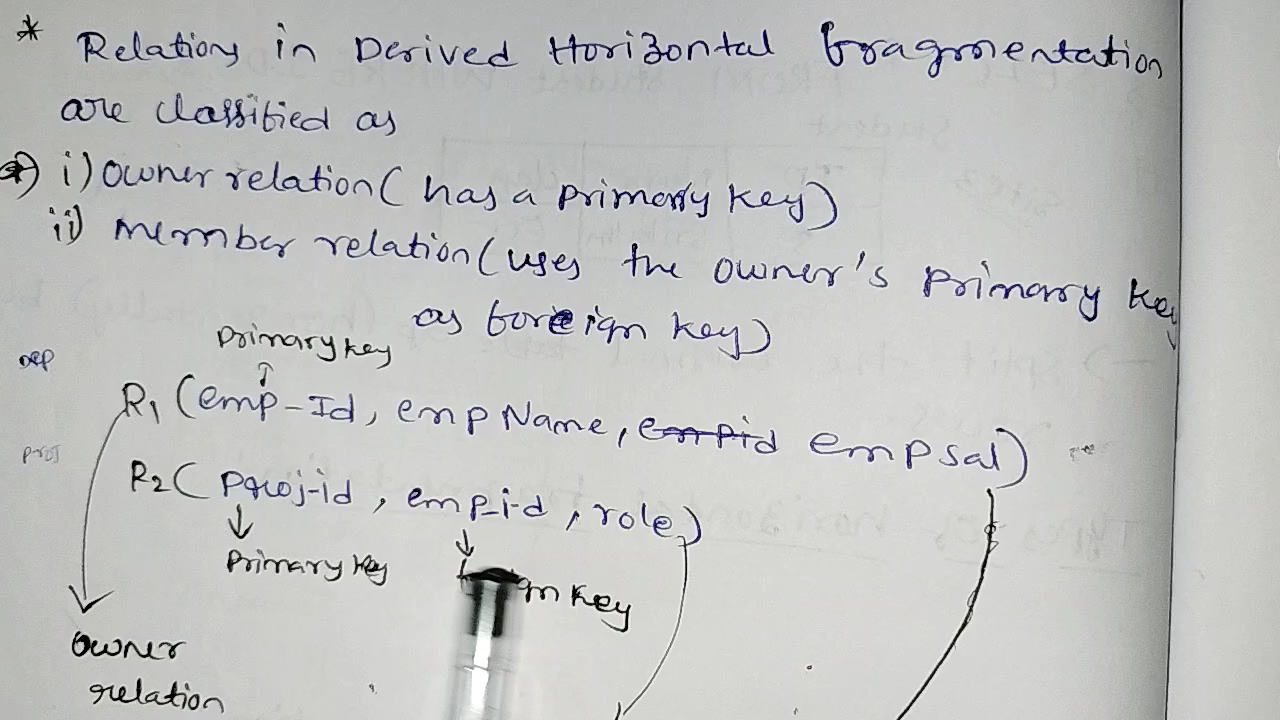 * Relations in Derived Horizontal fragmentation
are classified as
i) owner relation ( has a primary key)
ii) member relation (uses the owner's primary key
as foreign key)
primary key
R1 (emp-Id, empName, empid empsal)
R2 ( proj-id, emp-id, role)
primary key
key
owner
relation